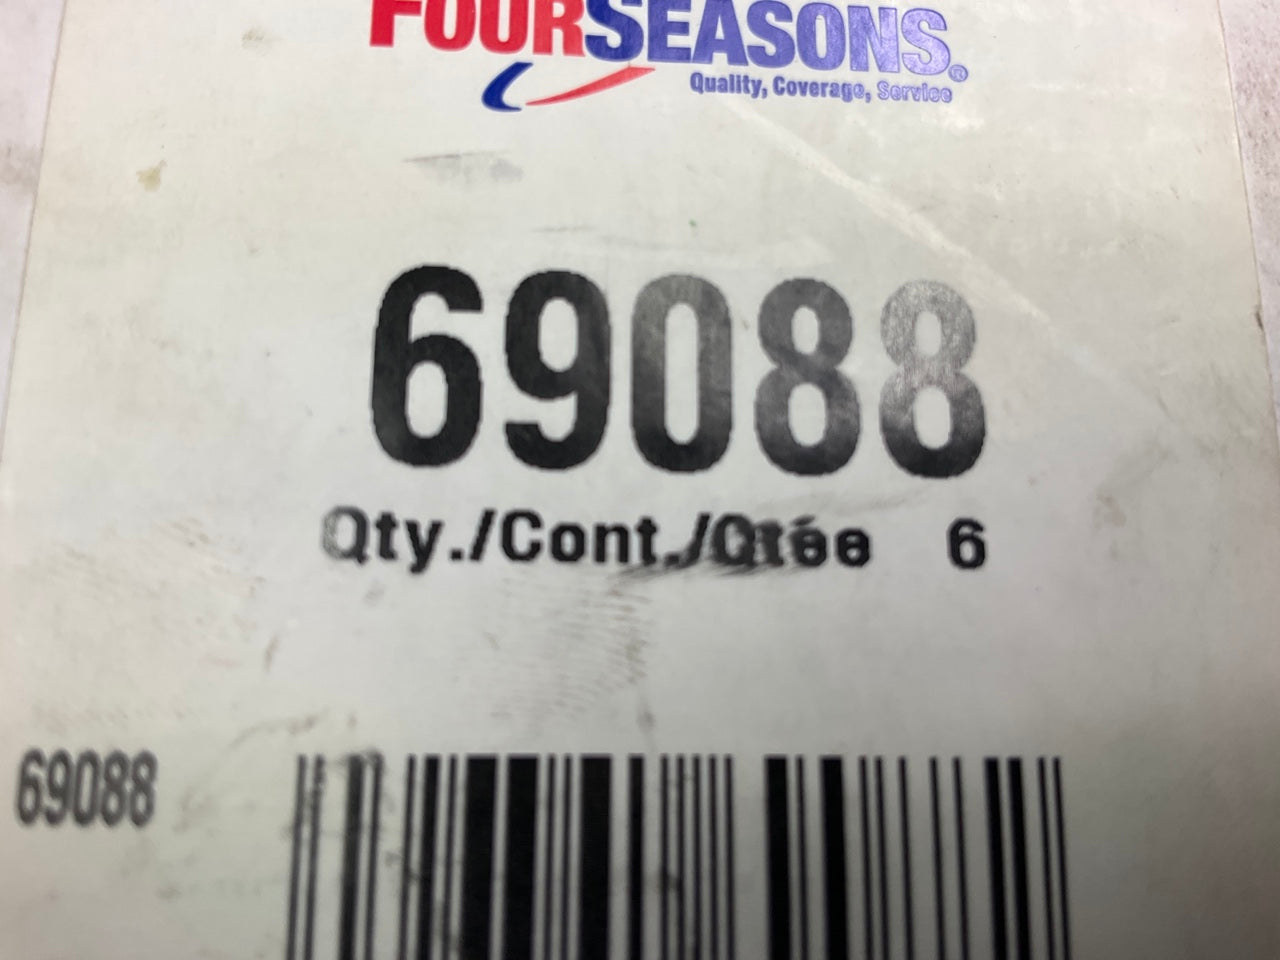 FOURSEASONS®
Quality, Coverage, Service
69088
Qty./Cont./Qtée 6
69088